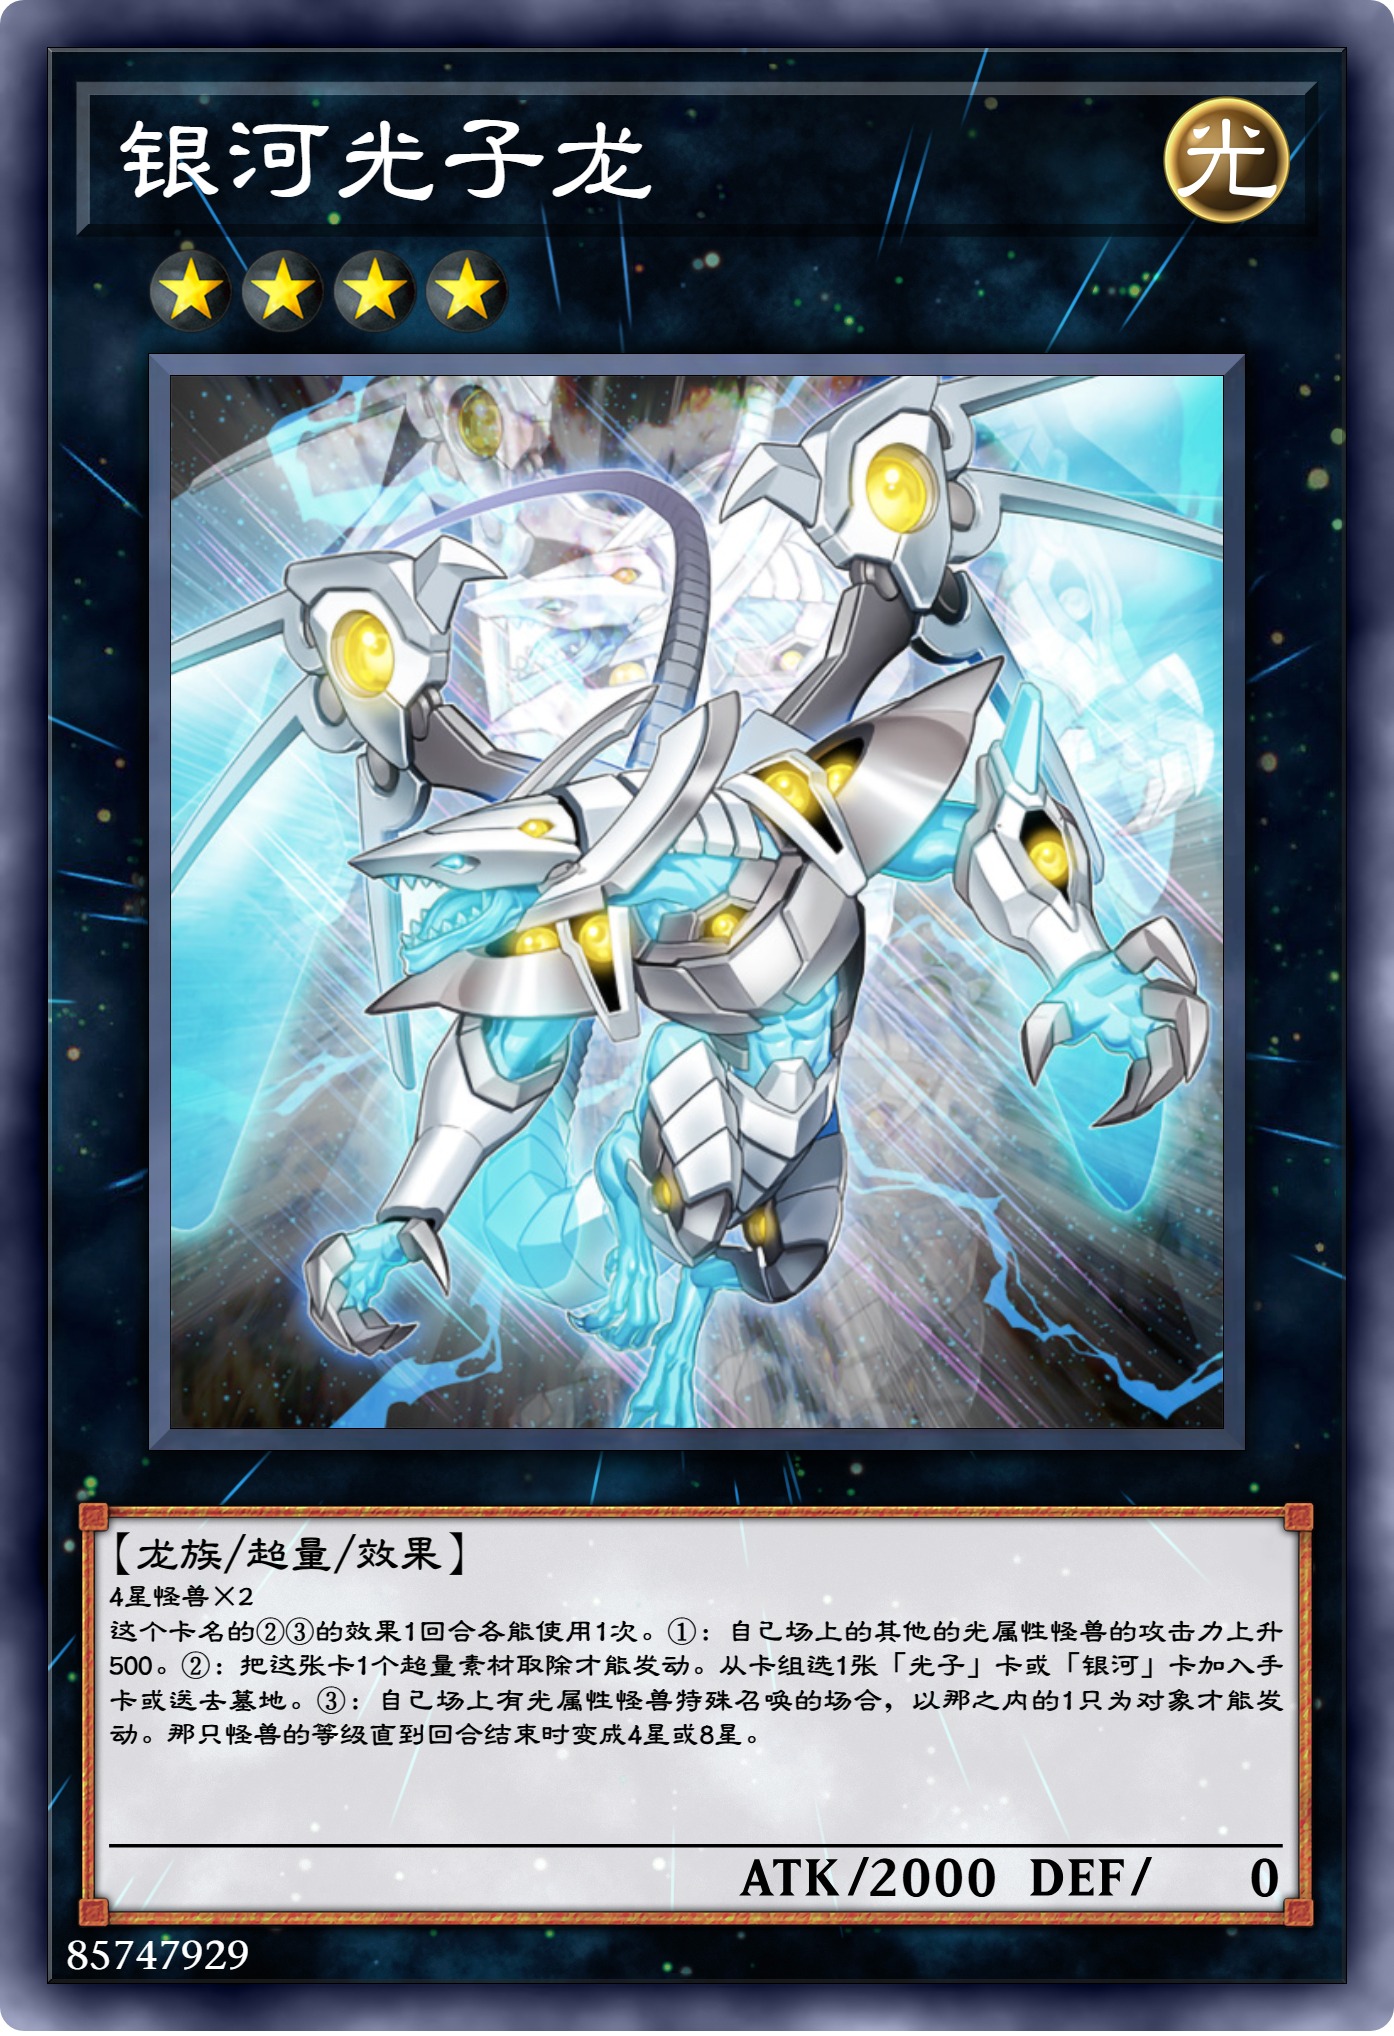 银河光子龙
光
【龙族/超量/效果】
4星怪兽×2
这个卡名的②③的效果1回合各能使用1次。①：自己场上的其他的光属性怪兽的攻击力上升
500。②：把这张卡1个超量素材取除才能发动。从卡组选1张「光子」卡或「银河」卡加入手
卡或送去墓地。③：自己场上有光属性怪兽特殊召唤的场合，以那之内的1只为对象才能发
动。那只怪兽的等级直到回合结束时变成4星或8星。
ATK/2000 DEF/ 0
85747929